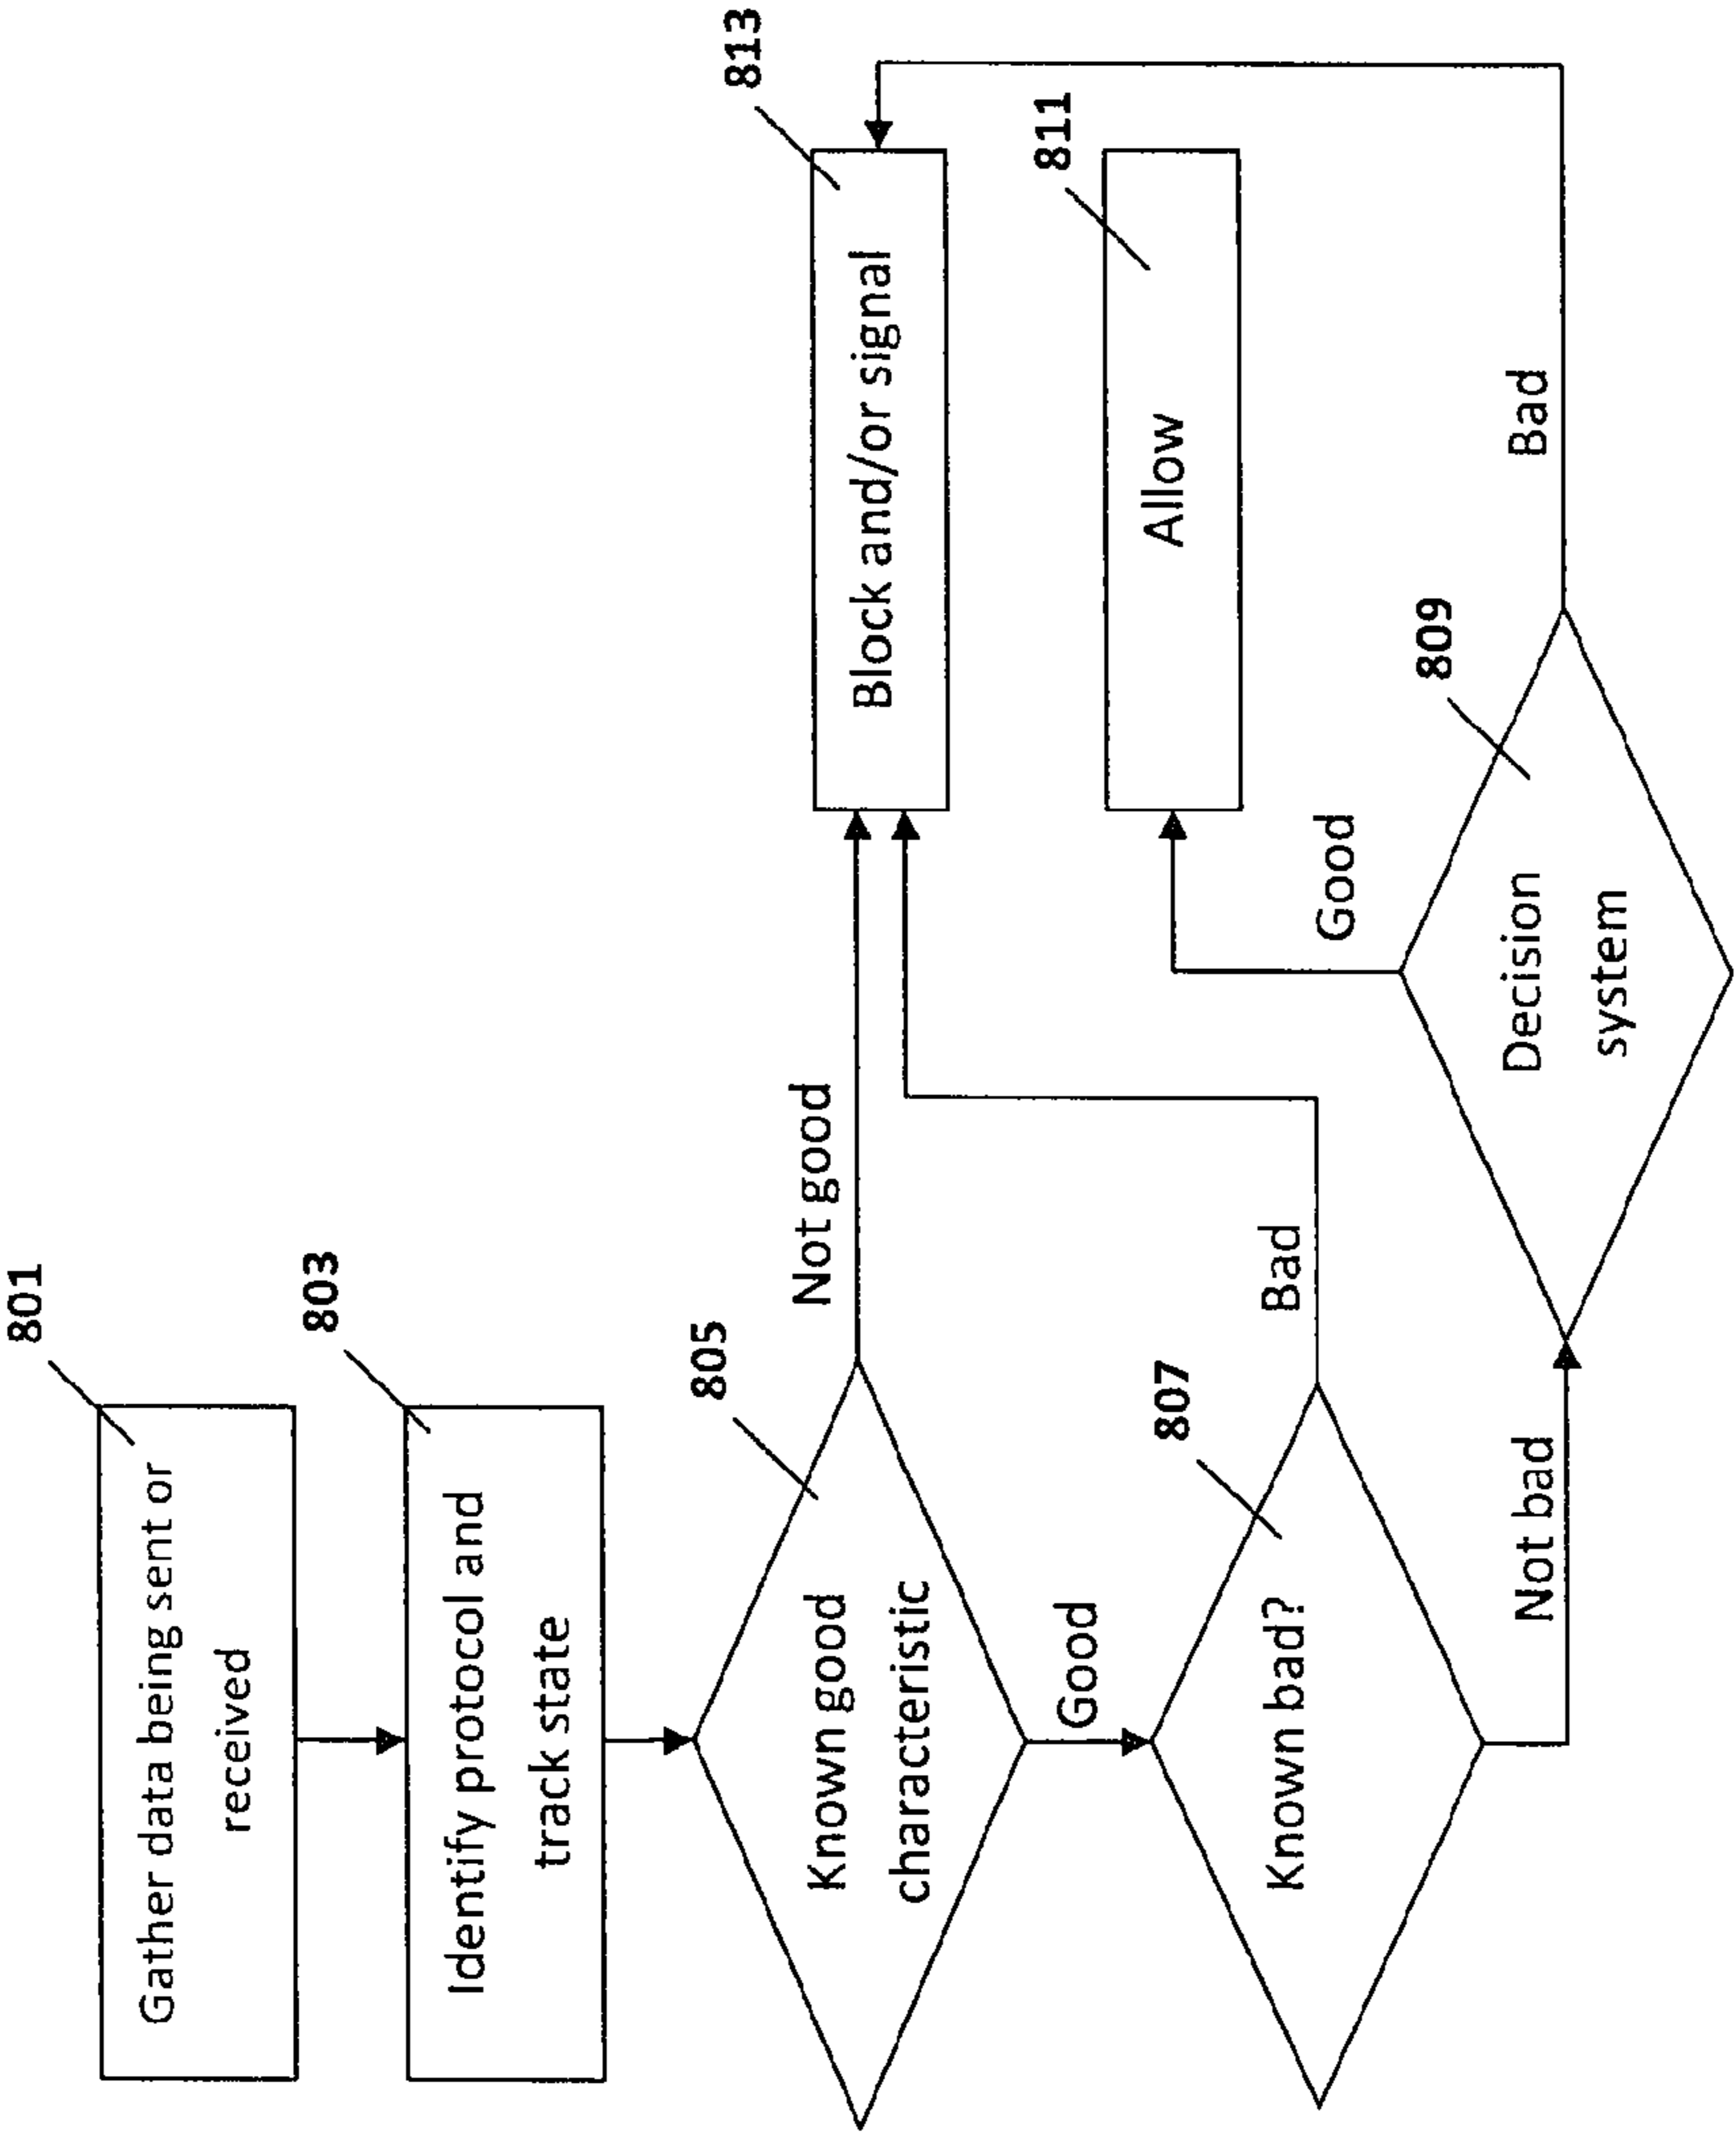 801
Gather data being sent or
received
803
Identify protocol and
track state
805
Known good
characteristic
Not good
Good
807
Known bad?
Bad
Not bad
809
Decision
system
Good
Bad
811
Allow
813
Block and/or signal